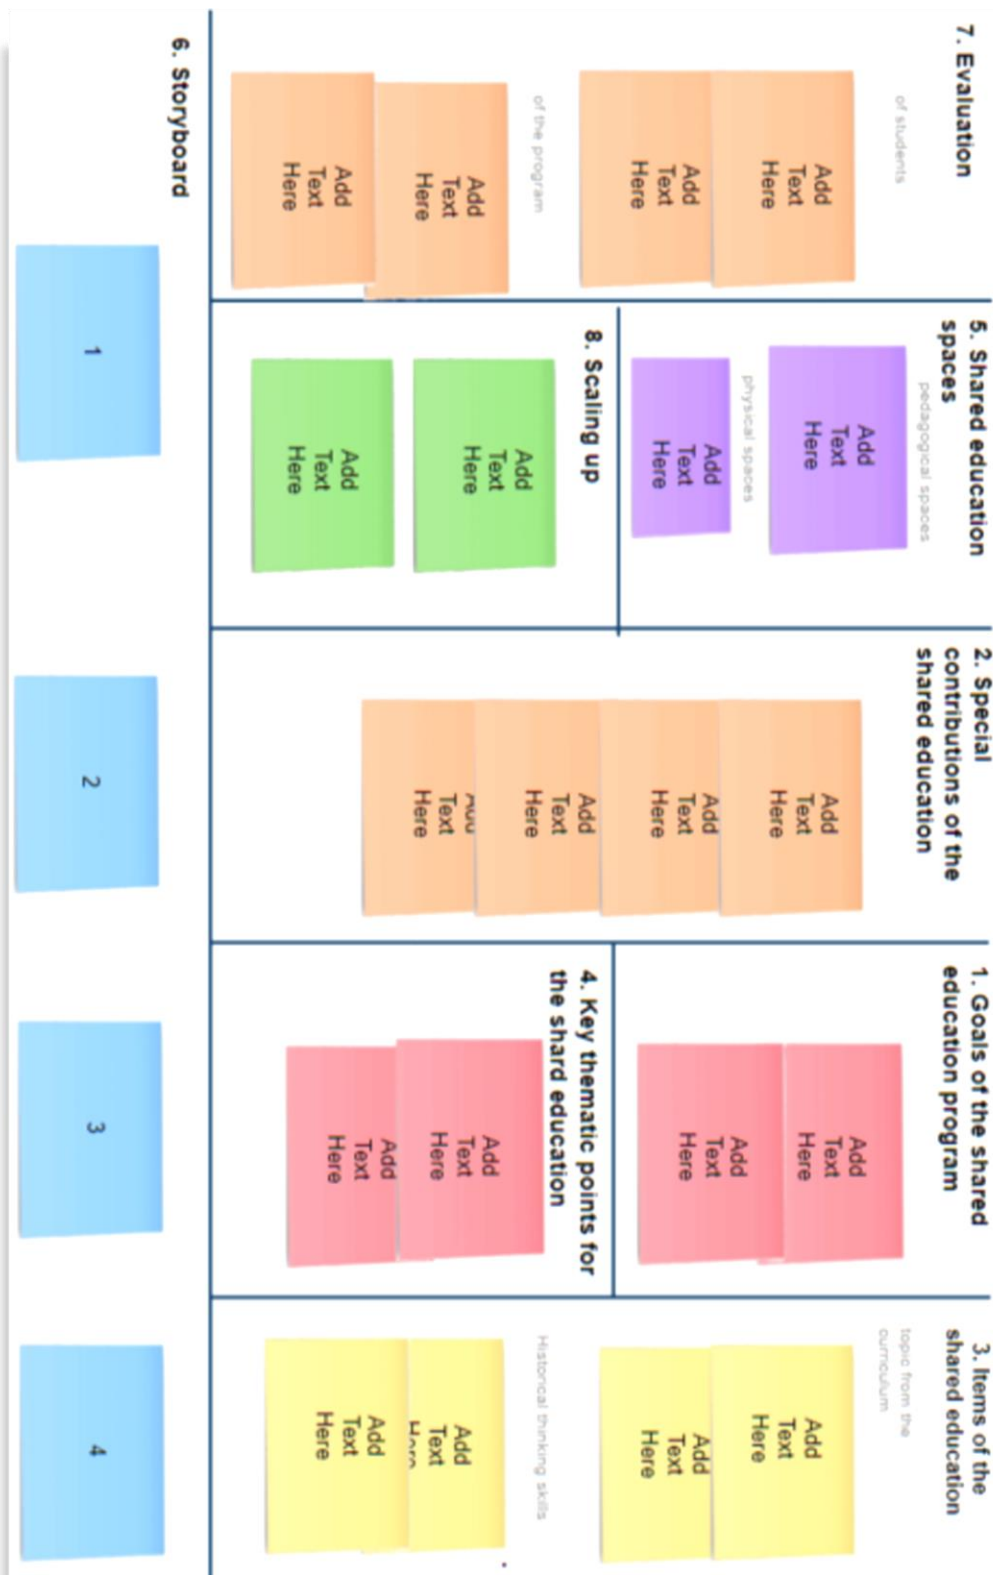 7. Evaluation
of students
Add
Text
Here
Add
Text
Here
of the program
Add
Text
Here
Add
Text
Here
5. Shared education
spaces
pedagogical spaces
Add
Text
Here
physical spaces
Add
Text
Here
8. Scaling up
Add
Text
Here
Add
Text
Here
2. Special
contributions of the
shared education
Add
Text
Here
Add
Text
Here
Add
Text
Here
Add
Text
Here
1. Goals of the shared
education program
Add
Text
Here
Add
Text
Here
4. Key thematic points for
the shard education
Add
Text
Here
Add
Text
Here
3. Items of the
shared education
topic from the
curriculum
Add
Text
Here
Add
Text
Here
Historical thinking skills
Add
Text
Here
Add
Text
Here
6. Storyboard
1
2
3
4